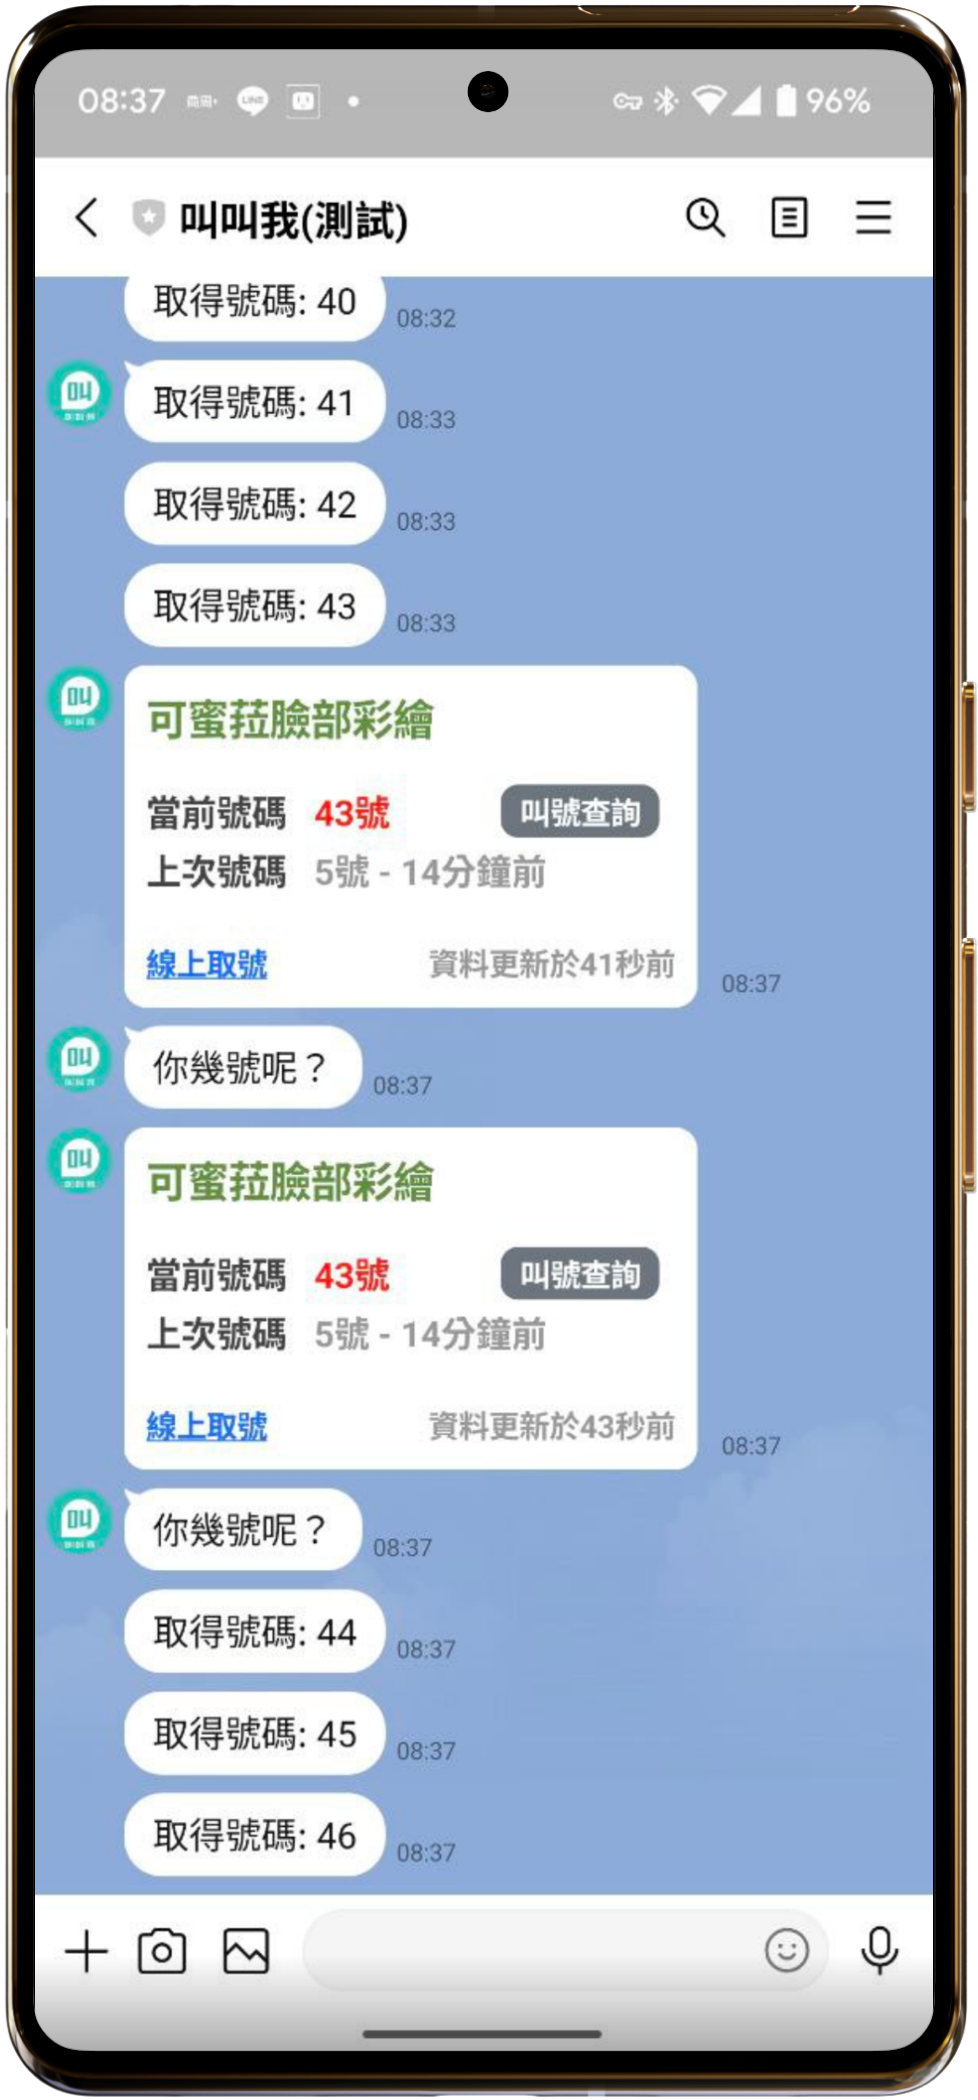 08:37
96%
叫叫我(測試)
取得號碼: 40
08:32
取得號碼: 41
08:33
取得號碼: 42
08:33
取得號碼: 43
08:33
可蜜菈臉部彩繪
當前號碼 43號 叫號查詢
上次號碼 5號 - 14分鐘前
線上取號 資料更新於41秒前
08:37
你幾號呢？
08:37
可蜜菈臉部彩繪
當前號碼 43號 叫號查詢
上次號碼 5號 - 14分鐘前
線上取號 資料更新於43秒前
08:37
你幾號呢？
08:37
取得號碼: 44
08:37
取得號碼: 45
08:37
取得號碼: 46
08:37